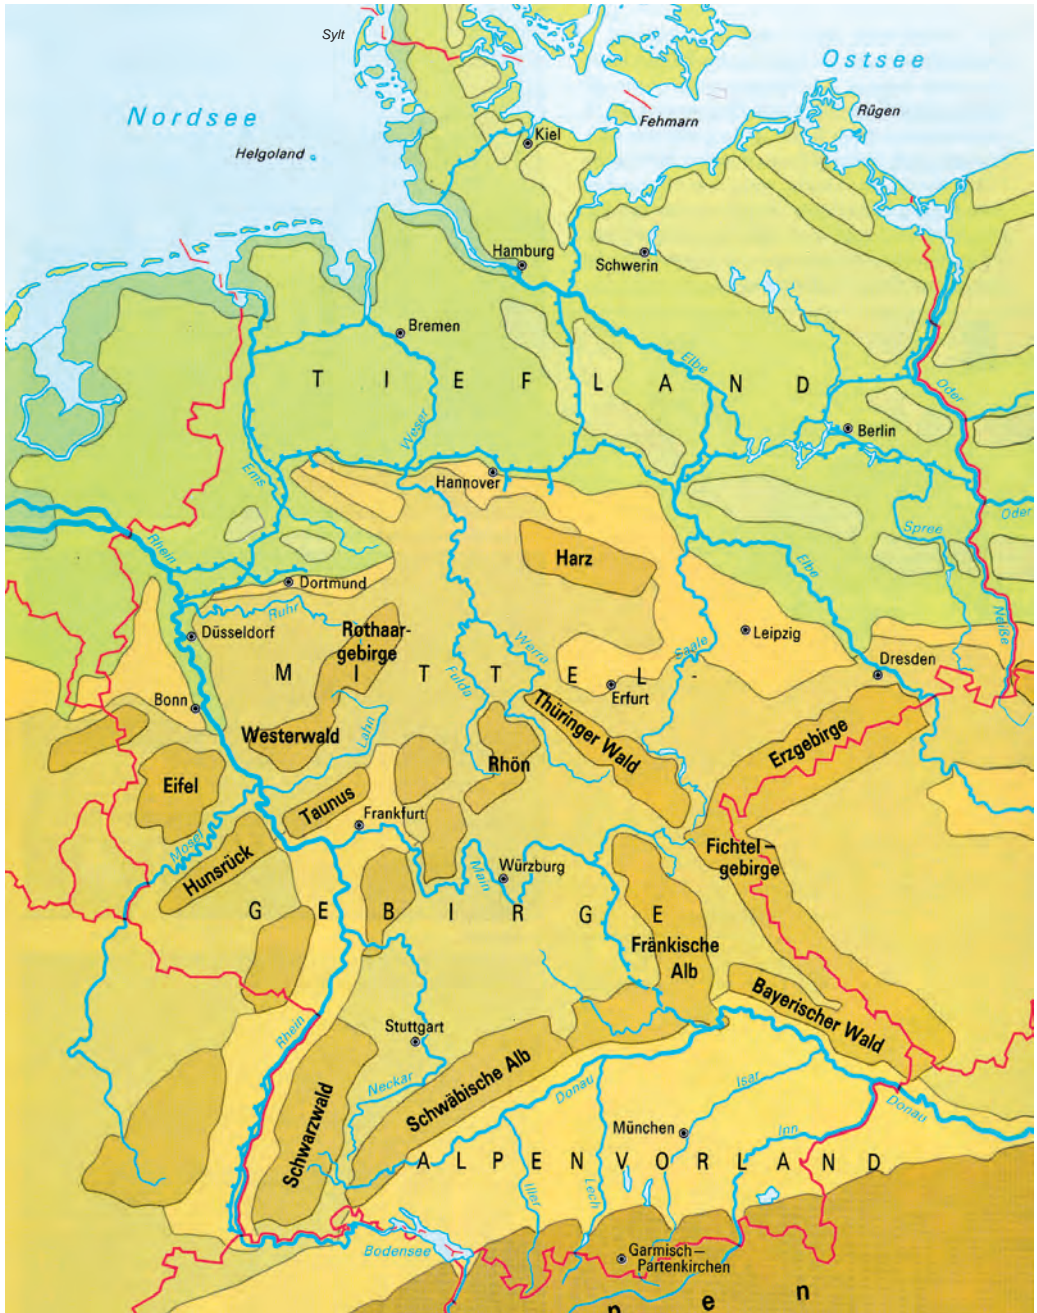 Sylt
Ostsee
Nordsee
Rügen
Fehmarn
Kiel
Helgoland
Hamburg
Schwerin
Bremen
Elbe
T I E F L A N D
Oder
Weser
Berlin
Ems
Hannover
Oder
Spree
Rhein
Harz
Elbe
Dortmund
Ruhr
Neiße
Düsseldorf
Rothaar-
gebirge
Werra
Saale
Leipzig
Dresden
M I T T E L -
Fulda
Erfurt
Bonn
Westerwald
Lahn
Thüringer Wald
Erzgebirge
Rhön
Eifel
Taunus
Frankfurt
Mosel
Hunsrück
Fichtel-
gebirge
Main
Würzburg
G E B I R G E
Fränkische
Alb
Bayerischer Wald
Rhein
Stuttgart
Neckar
Schwäbische Alb
Donau
Isar
Donau
Schwarzwald
München
Inn
A L P E N V O R L A N D
Iller
Lech
Bodensee
Garmisch-
Partenkirchen
p e n